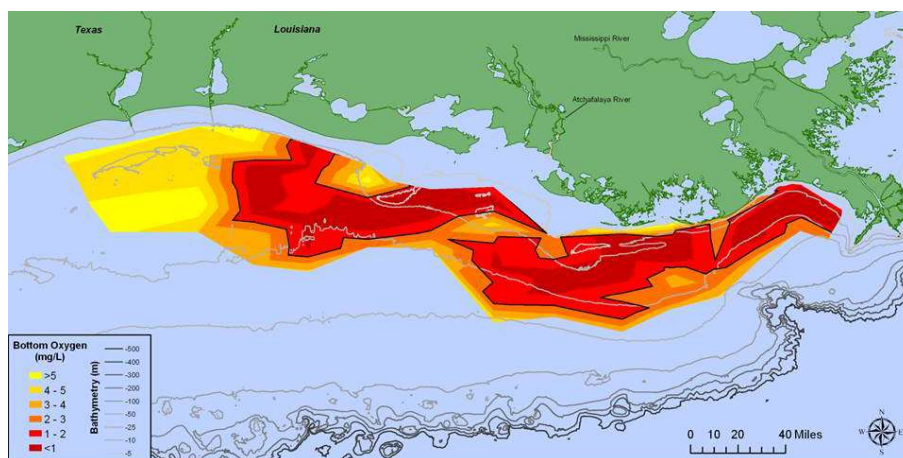 Texas
Louisiana
Mississippi River
Atchafalaya River
Bottom Oxygen
(mg/L)
>5
4 - 5
3 - 4
2 - 3
1 - 2
<1
Bathymetry (m)
-500
-400
-300
-200
-100
-50
-25
-10
-5
0 10 20 40 Miles
N
W E
S